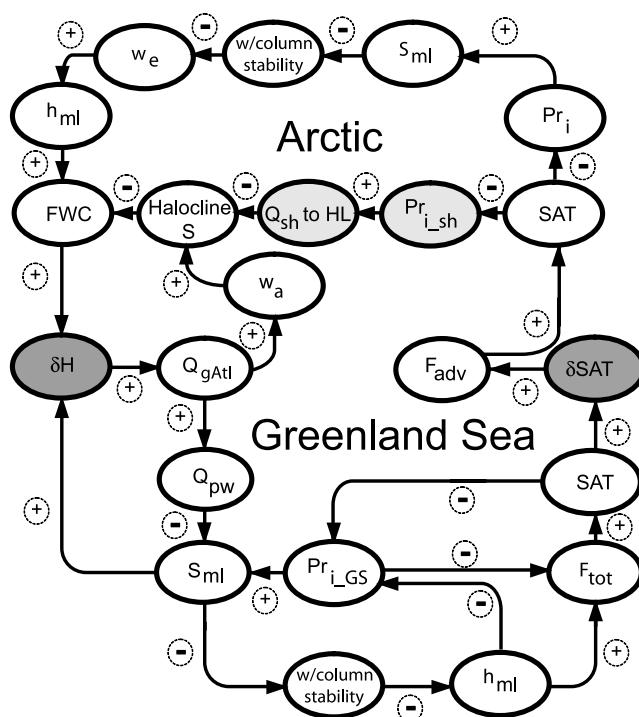 + - - +
w_e
w/column
stability
S_ml
h_ml
Pr_i
Arctic
+ - - + - -
FWC
Halocline
S
Q_sh to HL
Pr_i_sh
SAT
+ +
w_a
+ +
δH
Q_gAtl
F_adv
δSAT
+ + +
+ +
Greenland Sea
Q_pw
SAT
-
+ - +
S_ml
Pr_i_GS
F_tot
-
+ -
- +
w/column
stability
h_ml
-